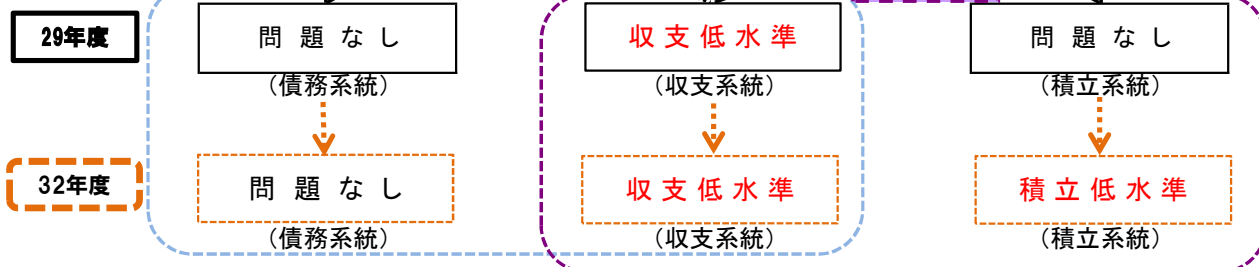 29年度 問題なし 収支低水準 問題なし
（債務系統） （収支系統） （積立系統）
32年度 問題なし 収支低水準 積立低水準
（債務系統） （収支系統） （積立系統）